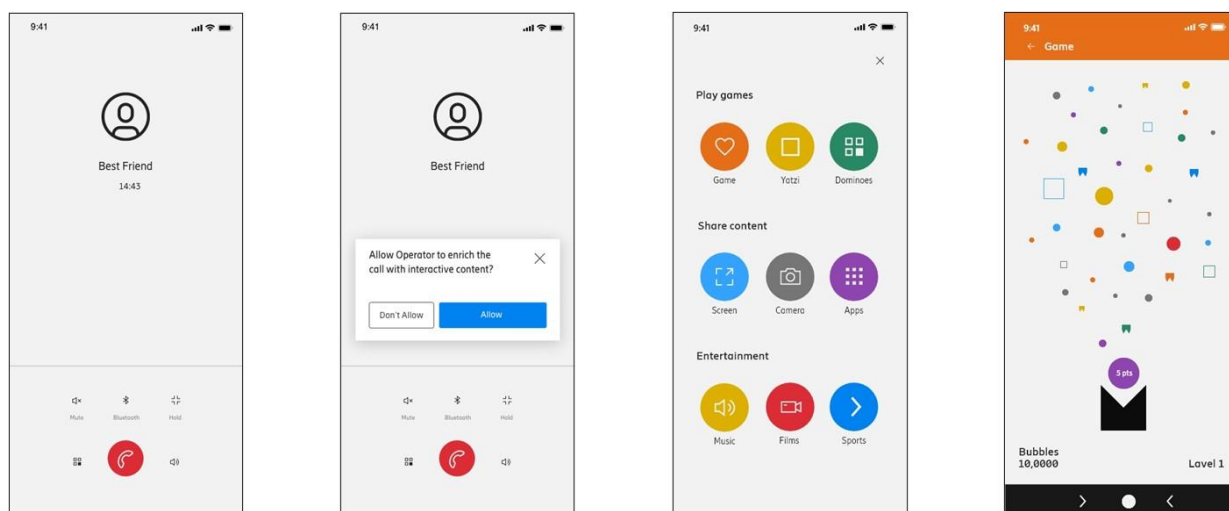 9:41
Best Friend
14:43
Mute Bluetooth Hold
9:41
Best Friend
Allow Operator to enrich the
call with interactive content?
Don't Allow Allow
Mute Bluetooth Hold
9:41
Play games
Game Yatzi Dominoes
Share content
Screen Camera Apps
Entertainment
Music Films Sports
9:41
Game
5 pts
Bubbles
10,0000 Lavel 1